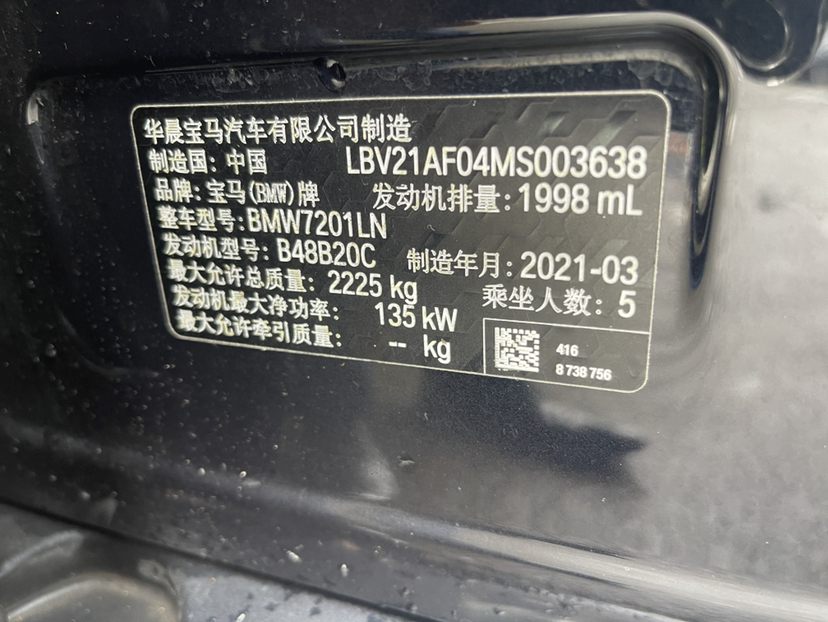 华晨宝马汽车有限公司制造
制造国: 中国 LBV21AF04MS003638
品牌: 宝马(BMW)牌 发动机排量: 1998 mL
整车型号: BMW7201LN
发动机型号: B48B20C 制造年月: 2021-03
最大允许总质量: 2225 kg 乘坐人数: 5
发动机最大净功率: 135 kW
最大允许牵引质量: -- kg
416
8 738 756